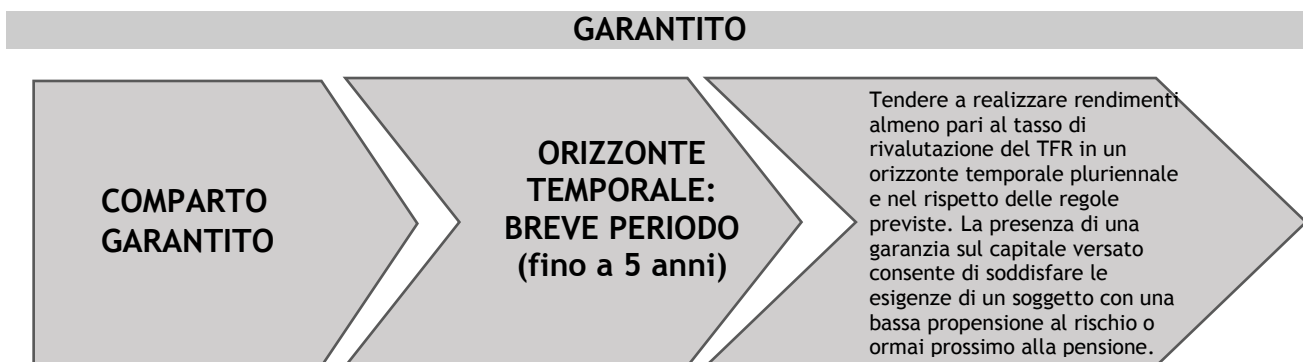 GARANTITO
COMPARTO
GARANTITO
ORIZZONTE
TEMPORALE:
BREVE PERIODO
(fino a 5 anni)
Tendere a realizzare rendimenti
almeno pari al tasso di
rivalutazione del TFR in un
orizzonte temporale pluriennale
e nel rispetto delle regole
previste. La presenza di una
garanzia sul capitale versato
consente di soddisfare le
esigenze di un soggetto con una
bassa propensione al rischio o
ormai prossimo alla pensione.